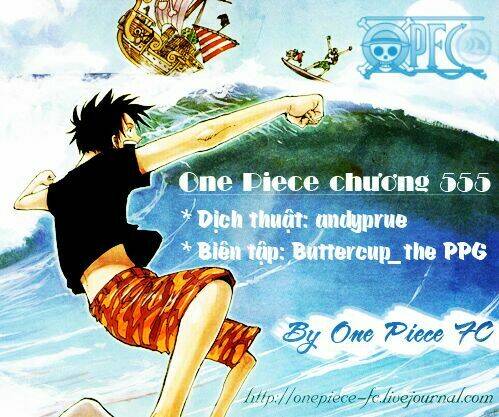 OPFC
One Piece chương 555
* Dịch thuật: andyprue
* Biên tập: Buttercup_the PPG
By One Piece FC
http://onepiece-fc.livejournal.com